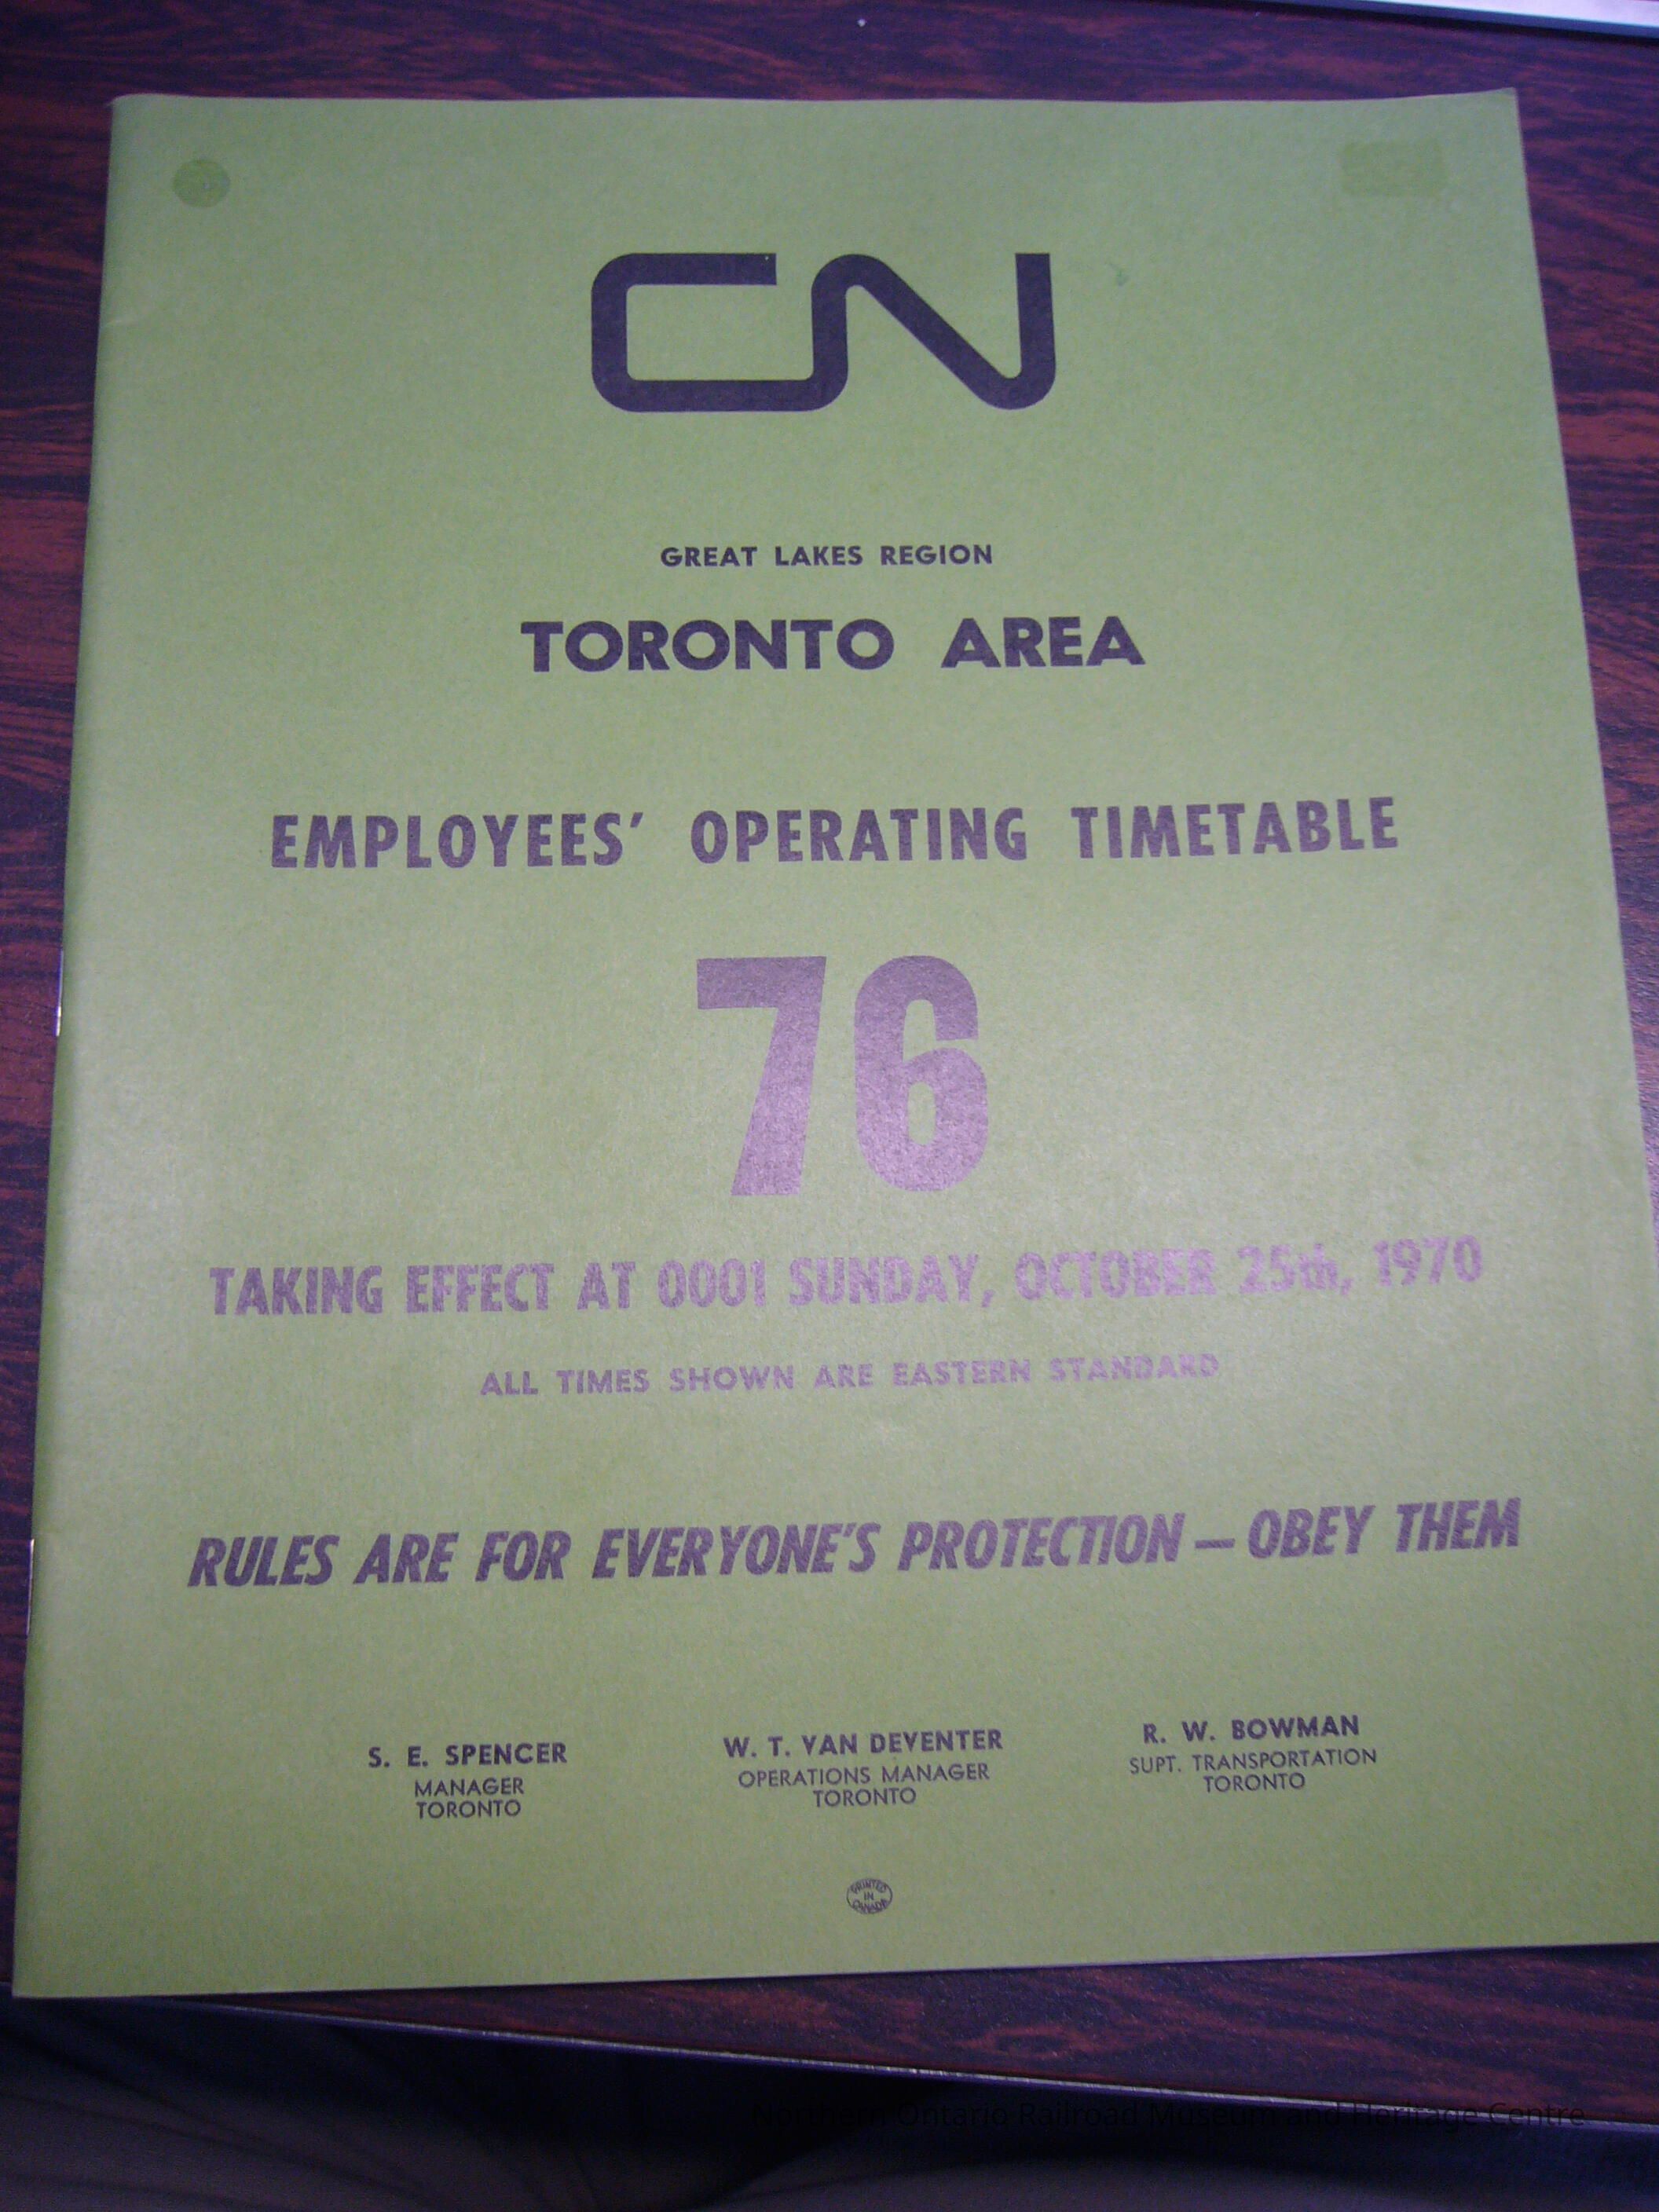 CN
GREAT LAKES REGION
TORONTO AREA
EMPLOYEES' OPERATING TIMETABLE
76
TAKING EFFECT AT 0001 SUNDAY, OCTOBER 25th, 1970
ALL TIMES SHOWN ARE EASTERN STANDARD
RULES ARE FOR EVERYONE'S PROTECTION — OBEY THEM
S. E. SPENCER
MANAGER
TORONTO
W. T. VAN DEVENTER
OPERATIONS MANAGER
TORONTO
R. W. BOWMAN
SUPT. TRANSPORTATION
TORONTO
PRINTED
IN
CANADA
Northern Ontario Railroad Museum and Heritage Centre